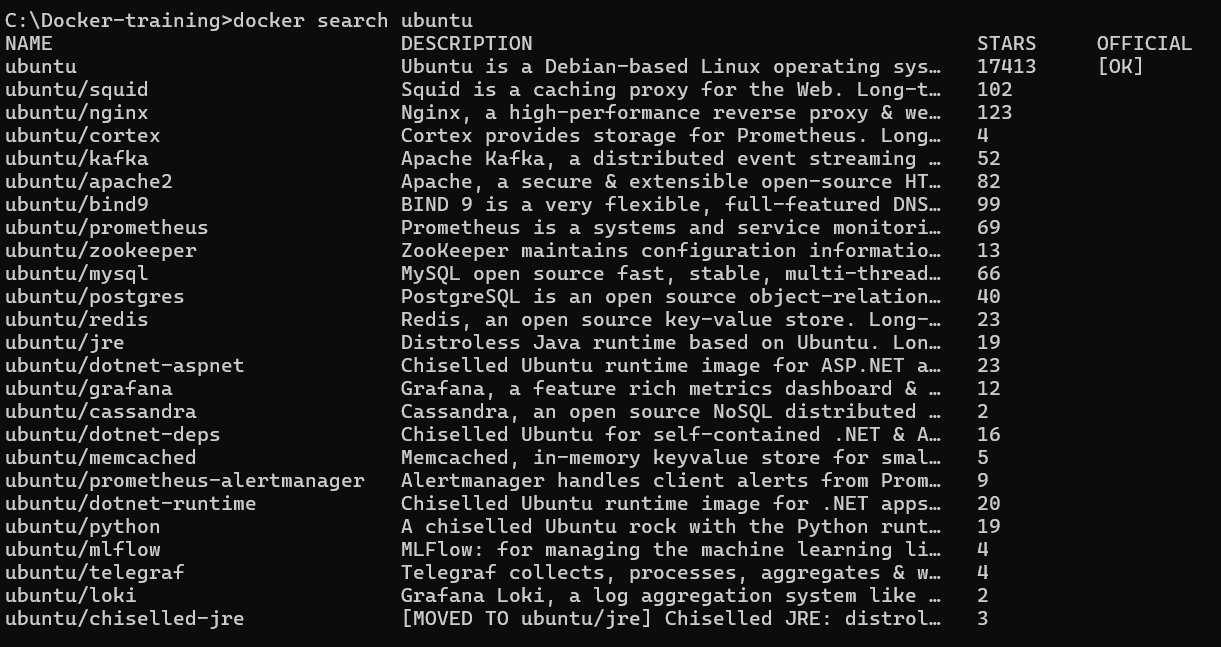 C:\Docker-training>docker search ubuntu
NAME DESCRIPTION STARS OFFICIAL
ubuntu Ubuntu is a Debian-based Linux operating sys… 17413 [OK]
ubuntu/squid Squid is a caching proxy for the Web. Long-t… 102
ubuntu/nginx Nginx, a high-performance reverse proxy & we… 123
ubuntu/cortex Cortex provides storage for Prometheus. Long… 4
ubuntu/kafka Apache Kafka, a distributed event streaming … 52
ubuntu/apache2 Apache, a secure & extensible open-source HT… 82
ubuntu/bind9 BIND 9 is a very flexible, full-featured DNS… 99
ubuntu/prometheus Prometheus is a systems and service monitori… 69
ubuntu/zookeeper ZooKeeper maintains configuration informatio… 13
ubuntu/mysql MySQL open source fast, stable, multi-thread… 66
ubuntu/postgres PostgreSQL is an open source object-relation… 40
ubuntu/redis Redis, an open source key-value store. Long-… 23
ubuntu/jre Distroless Java runtime based on Ubuntu. Lon… 19
ubuntu/dotnet-aspnet Chiselled Ubuntu runtime image for ASP.NET a… 23
ubuntu/grafana Grafana, a feature rich metrics dashboard & … 12
ubuntu/cassandra Cassandra, an open source NoSQL distributed … 2
ubuntu/dotnet-deps Chiselled Ubuntu for self-contained .NET & A… 16
ubuntu/memcached Memcached, in-memory keyvalue store for smal… 5
ubuntu/prometheus-alertmanager Alertmanager handles client alerts from Prom… 9
ubuntu/dotnet-runtime Chiselled Ubuntu runtime image for .NET apps… 20
ubuntu/python A chiselled Ubuntu rock with the Python runt… 19
ubuntu/mlflow MLFlow: for managing the machine learning li… 4
ubuntu/telegraf Telegraf collects, processes, aggregates & w… 4
ubuntu/loki Grafana Loki, a log aggregation system like … 2
ubuntu/chiselled-jre [MOVED TO ubuntu/jre] Chiselled JRE: distrol… 3